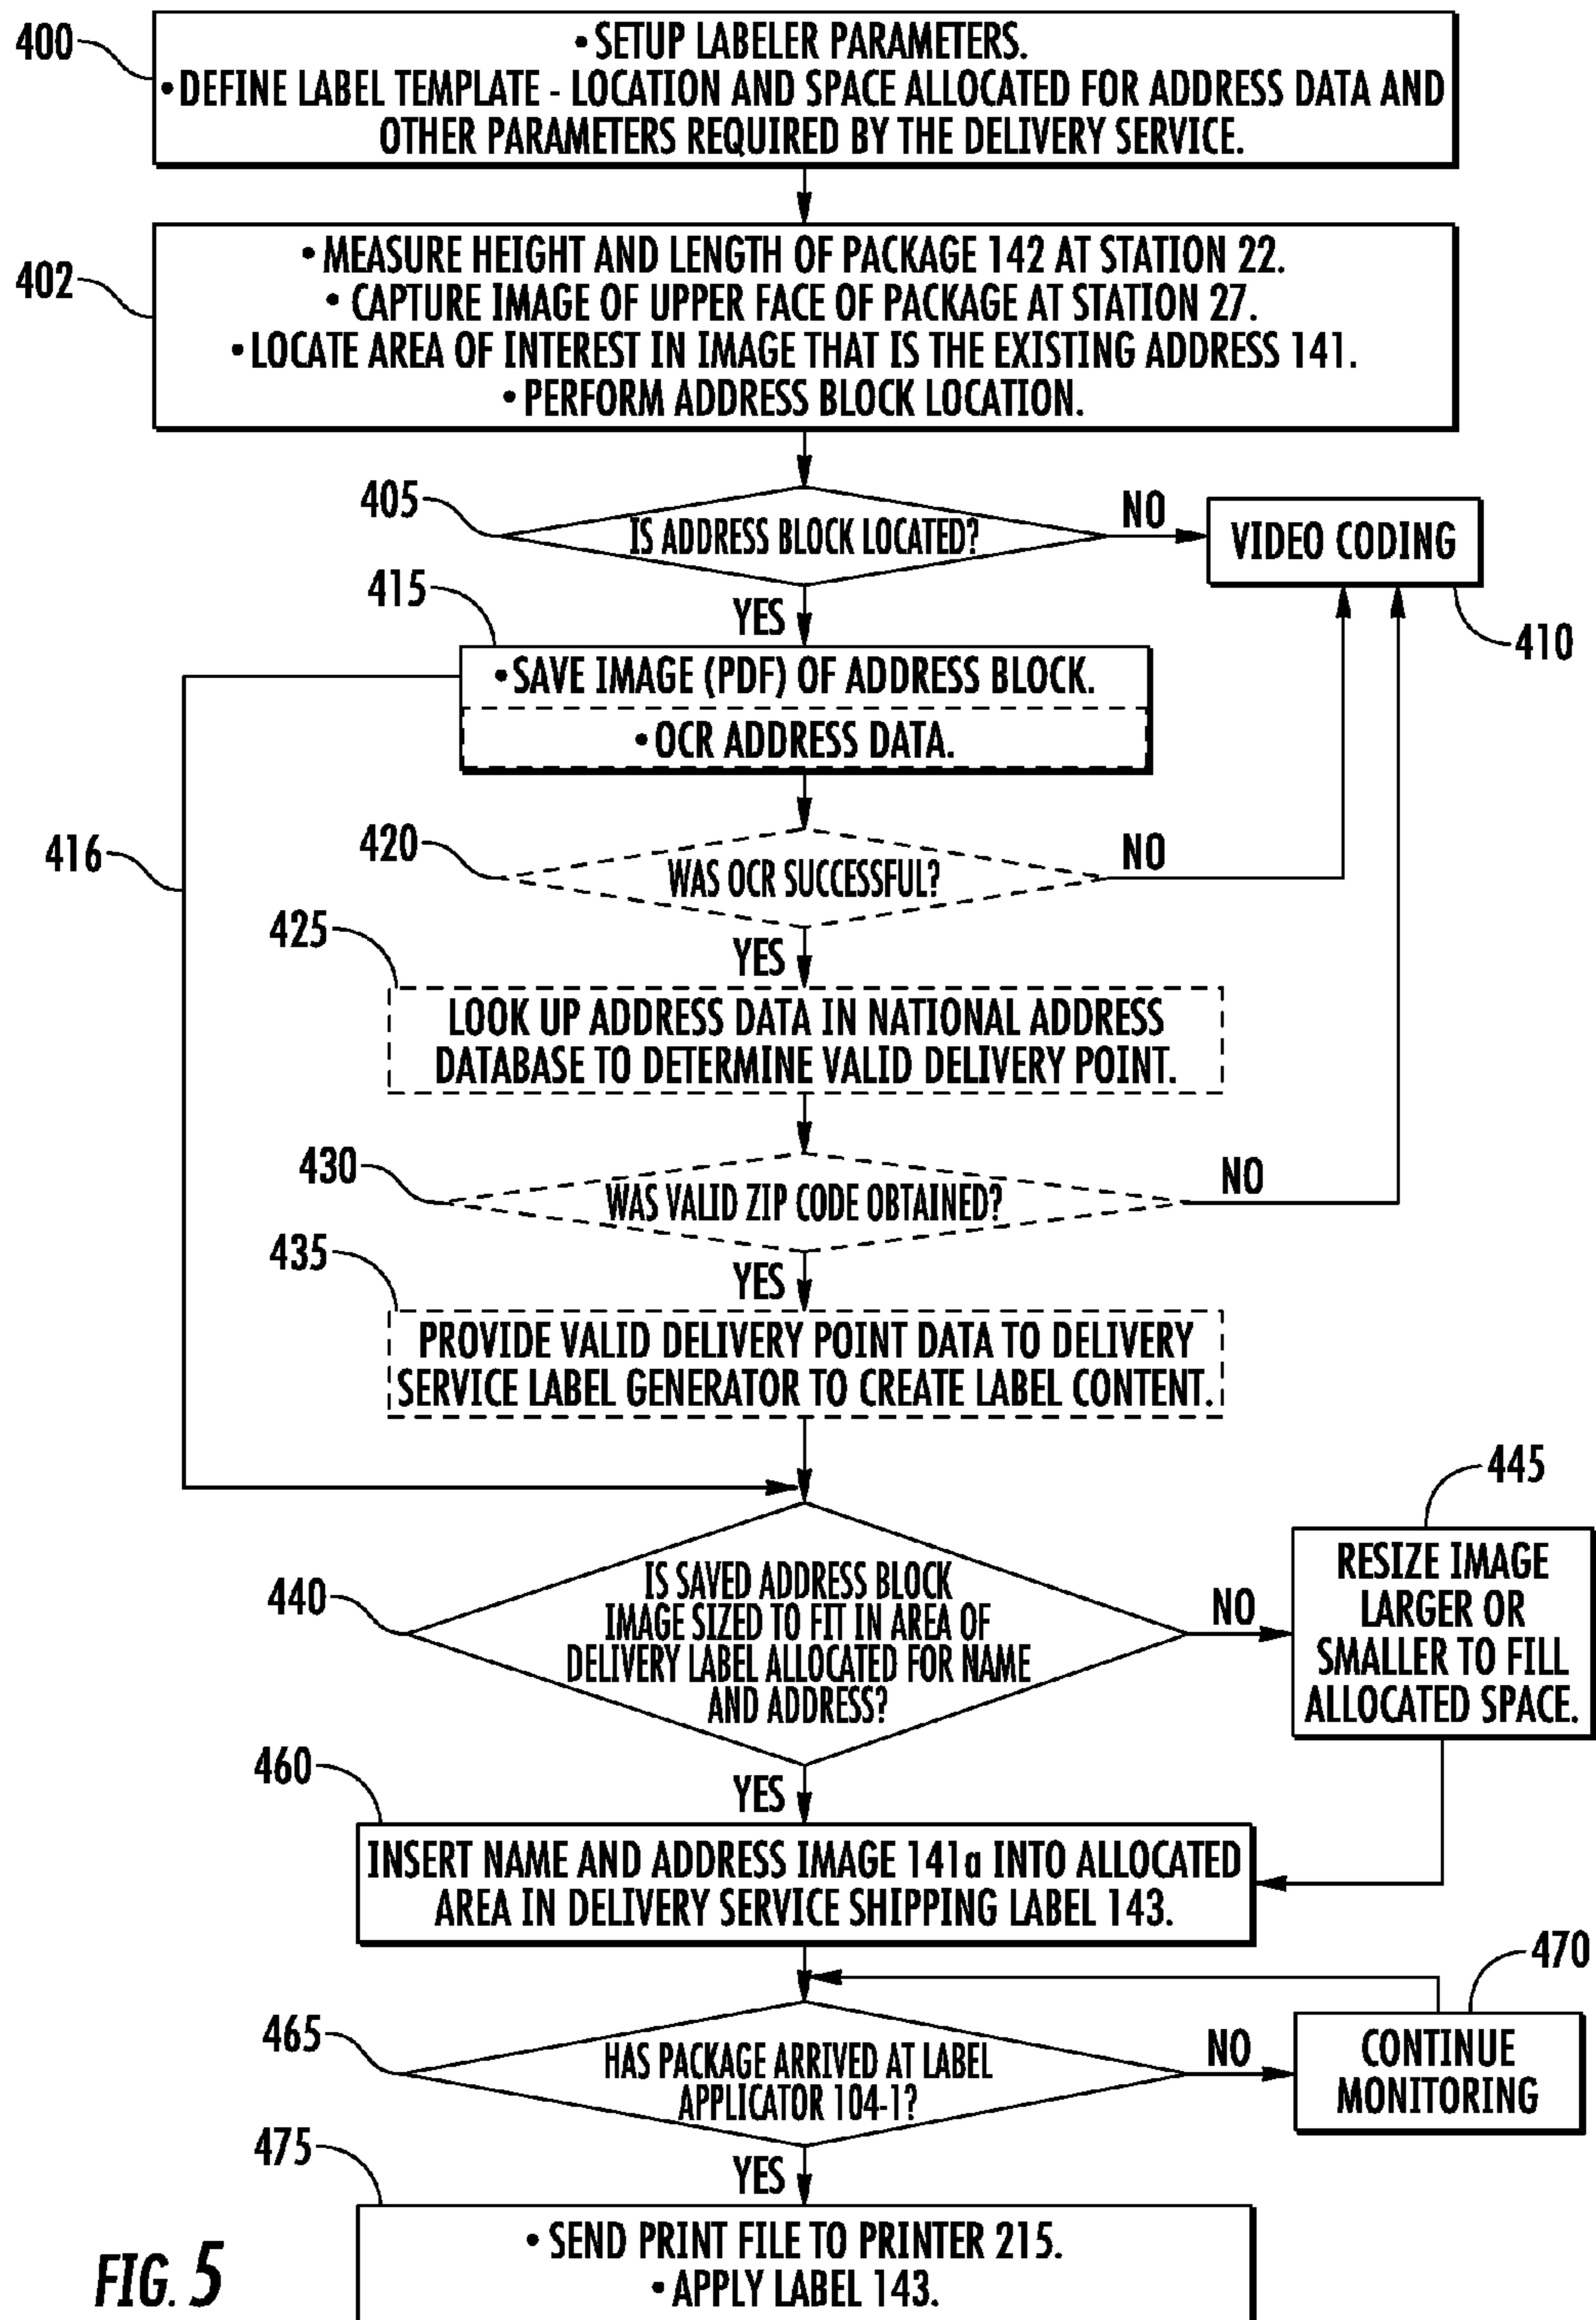 400
• SETUP LABELER PARAMETERS.
• DEFINE LABEL TEMPLATE - LOCATION AND SPACE ALLOCATED FOR ADDRESS DATA AND
OTHER PARAMETERS REQUIRED BY THE DELIVERY SERVICE.
402
• MEASURE HEIGHT AND LENGTH OF PACKAGE 142 AT STATION 22.
• CAPTURE IMAGE OF UPPER FACE OF PACKAGE AT STATION 27.
• LOCATE AREA OF INTEREST IN IMAGE THAT IS THE EXISTING ADDRESS 141.
• PERFORM ADDRESS BLOCK LOCATION.
405
IS ADDRESS BLOCK LOCATED?
NO
VIDEO CODING
410
YES
415
• SAVE IMAGE (PDF) OF ADDRESS BLOCK.
• OCR ADDRESS DATA.
416
420
WAS OCR SUCCESSFUL?
NO
YES
425
LOOK UP ADDRESS DATA IN NATIONAL ADDRESS
DATABASE TO DETERMINE VALID DELIVERY POINT.
430
WAS VALID ZIP CODE OBTAINED?
NO
YES
435
PROVIDE VALID DELIVERY POINT DATA TO DELIVERY
SERVICE LABEL GENERATOR TO CREATE LABEL CONTENT.
440
IS SAVED ADDRESS BLOCK
IMAGE SIZED TO FIT IN AREA OF
DELIVERY LABEL ALLOCATED FOR NAME
AND ADDRESS?
NO
445
RESIZE IMAGE
LARGER OR
SMALLER TO FILL
ALLOCATED SPACE.
YES
460
INSERT NAME AND ADDRESS IMAGE 141a INTO ALLOCATED
AREA IN DELIVERY SERVICE SHIPPING LABEL 143.
465
HAS PACKAGE ARRIVED AT LABEL
APPLICATOR 104-1?
NO
470
CONTINUE
MONITORING
YES
475
• SEND PRINT FILE TO PRINTER 215.
• APPLY LABEL 143.
FIG. 5